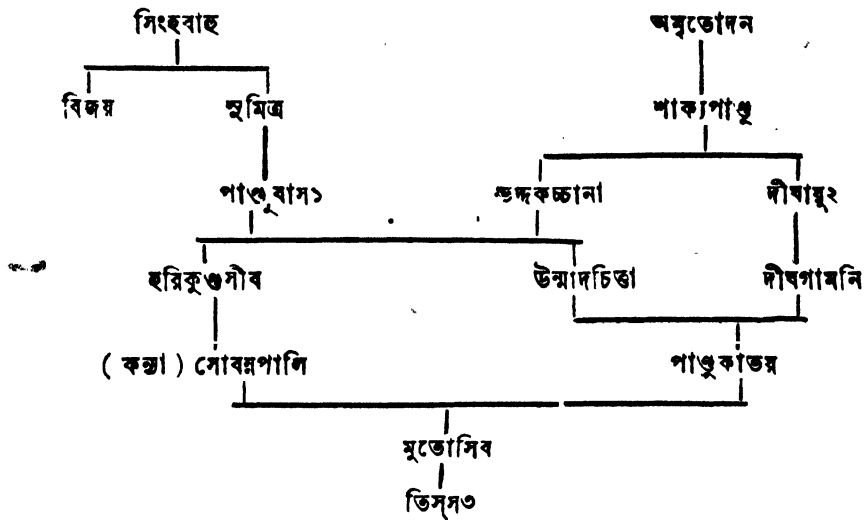 সিংহবাহু অমৃতোদন
বিজয় সুমিত্র শাক্যপাণ্ডু
পাণ্ডুবাস১ ভদ্দকচ্চানা দীঘায়ু২
হরিকুণ্ডসীব উন্মাদচিত্তা দীঘগামনি
( কন্তা ) সোবন্নপালি পাণ্ডুকাভয়
মুতোসিব
তিস্‌স৩